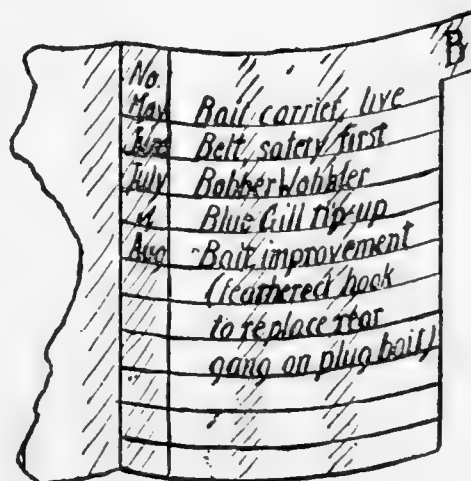 B
No.
May Bait carrier, live
June Belt, safety first
July Bobber Wobbler
" Blue Gill tip-up
Aug Bait improvement
(feathered hook
to replace rear
gang on plug bait)